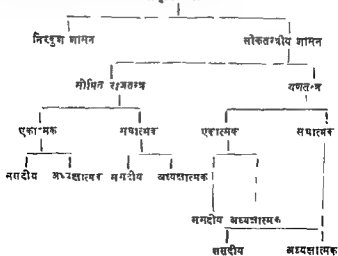 निरंकुश शासन लोकतन्त्रीय शासन
सीमित राजतन्त्र गणतन्त्र
एकात्मक संघात्मक एकात्मक संघात्मक
संसदीय अध्यक्षात्मक संसदीय अध्यक्षात्मक
संसदीय अध्यक्षात्मक
संसदीय अध्यक्षात्मक